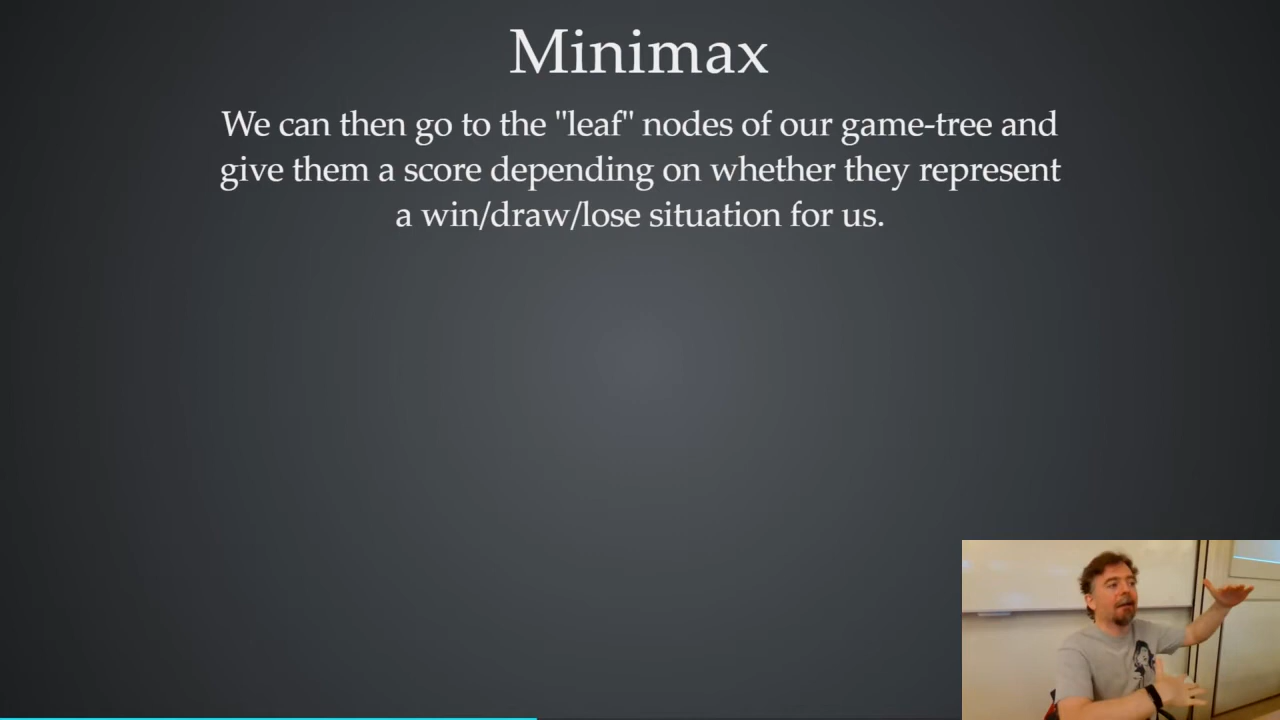 Minimax
We can then go to the "leaf" nodes of our game-tree and
give them a score depending on whether they represent
a win/draw/lose situation for us.